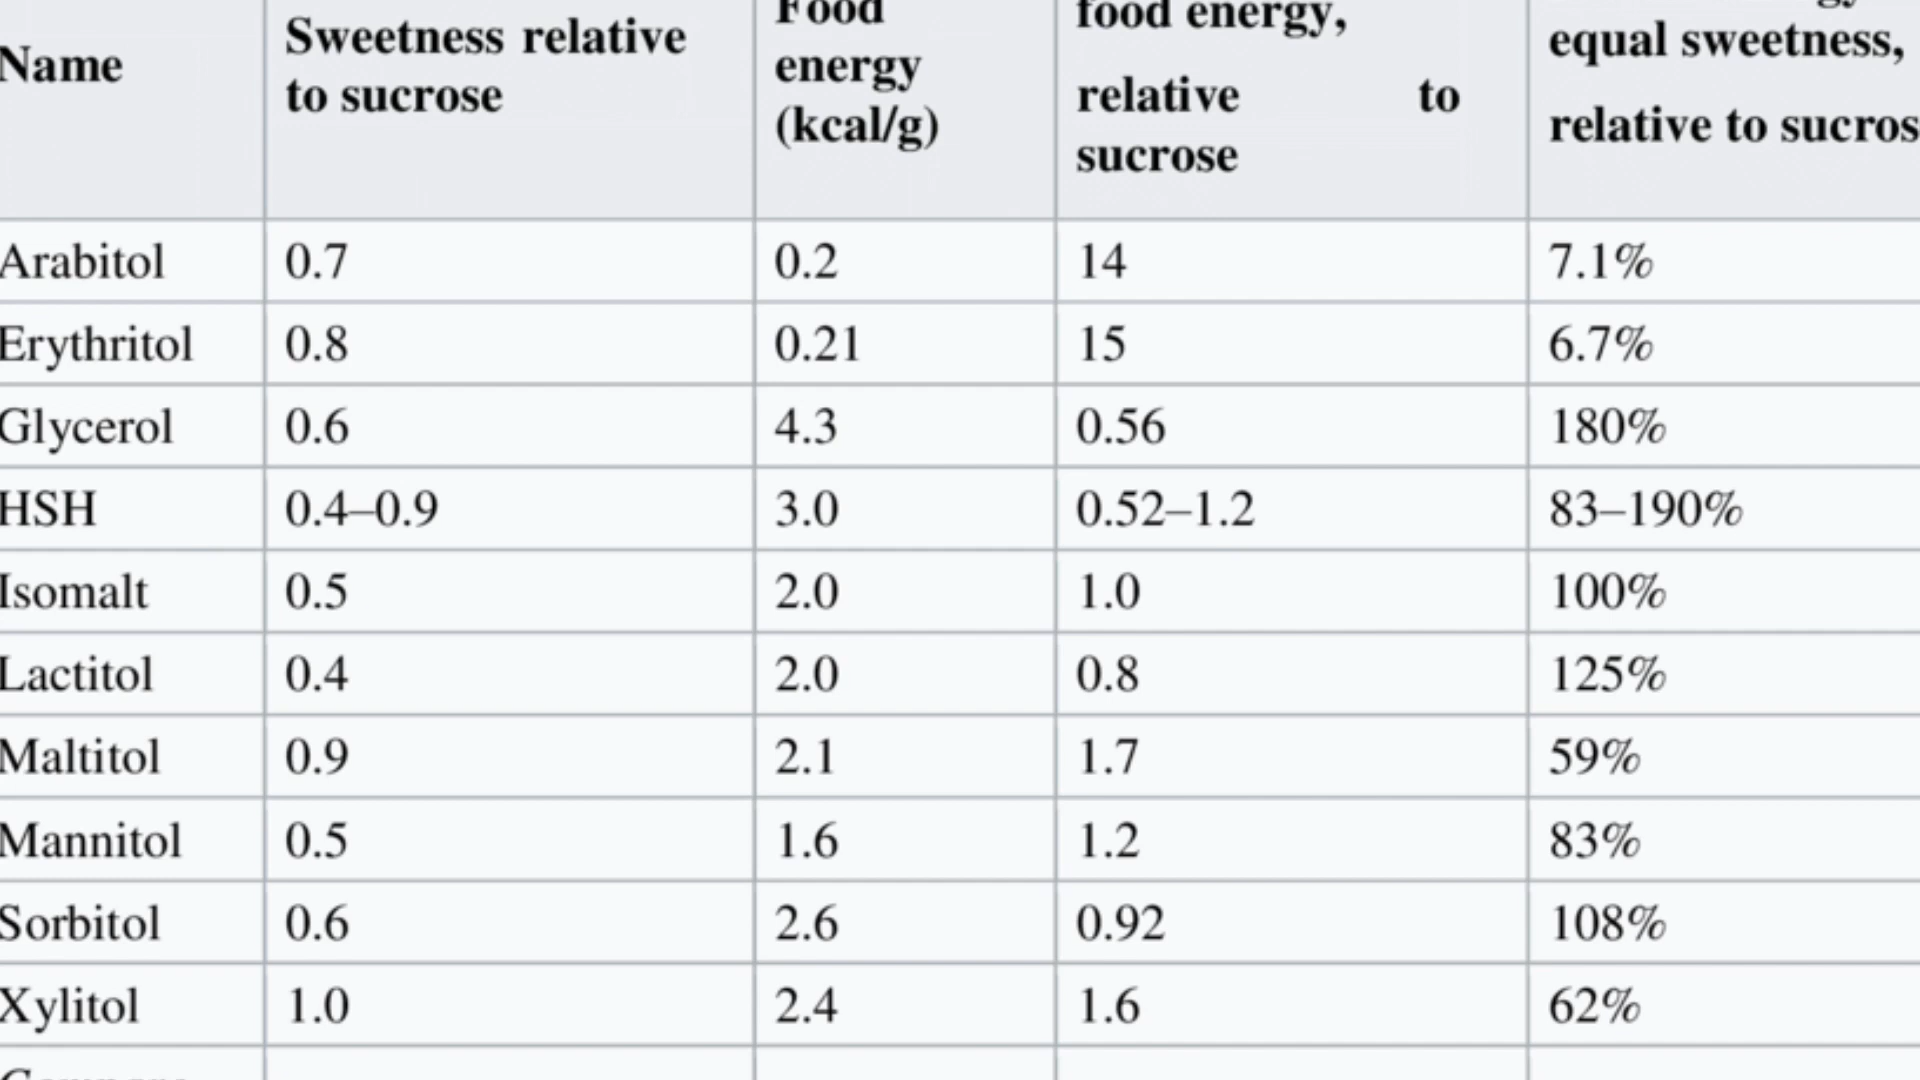 Name
Sweetness relative
to sucrose
Food
energy
(kcal/g)
food energy,
relative to
sucrose
equal sweetness,
relative to sucros
Arabitol 0.7 0.2 14 7.1%
Erythritol 0.8 0.21 15 6.7%
Glycerol 0.6 4.3 0.56 180%
HSH 0.4–0.9 3.0 0.52–1.2 83–190%
Isomalt 0.5 2.0 1.0 100%
Lactitol 0.4 2.0 0.8 125%
Maltitol 0.9 2.1 1.7 59%
Mannitol 0.5 1.6 1.2 83%
Sorbitol 0.6 2.6 0.92 108%
Xylitol 1.0 2.4 1.6 62%